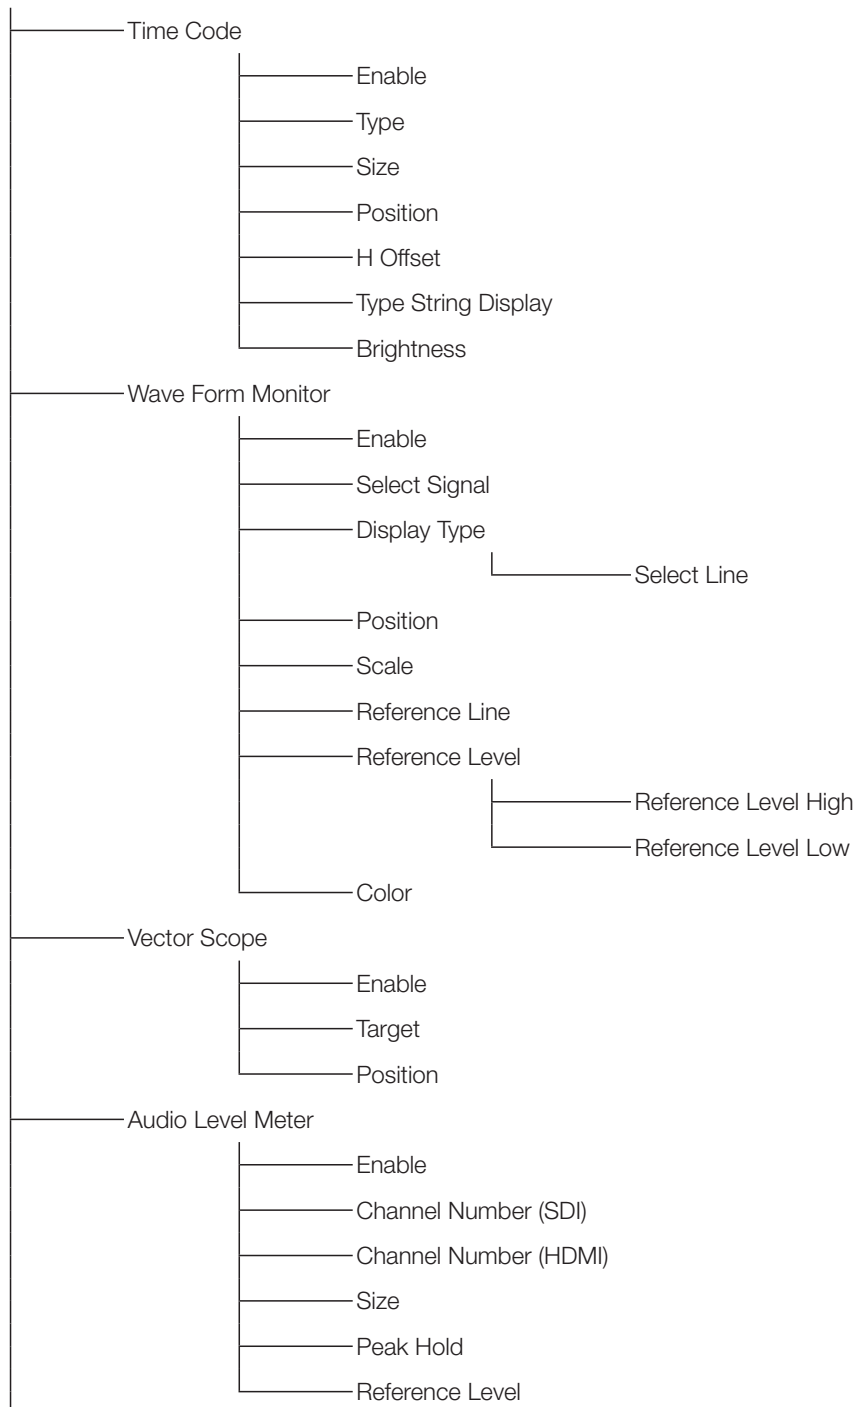 Time Code
Enable
Type
Size
Position
H Offset
Type String Display
Brightness
Wave Form Monitor
Enable
Select Signal
Display Type
Select Line
Position
Scale
Reference Line
Reference Level
Reference Level High
Reference Level Low
Color
Vector Scope
Enable
Target
Position
Audio Level Meter
Enable
Channel Number (SDI)
Channel Number (HDMI)
Size
Peak Hold
Reference Level